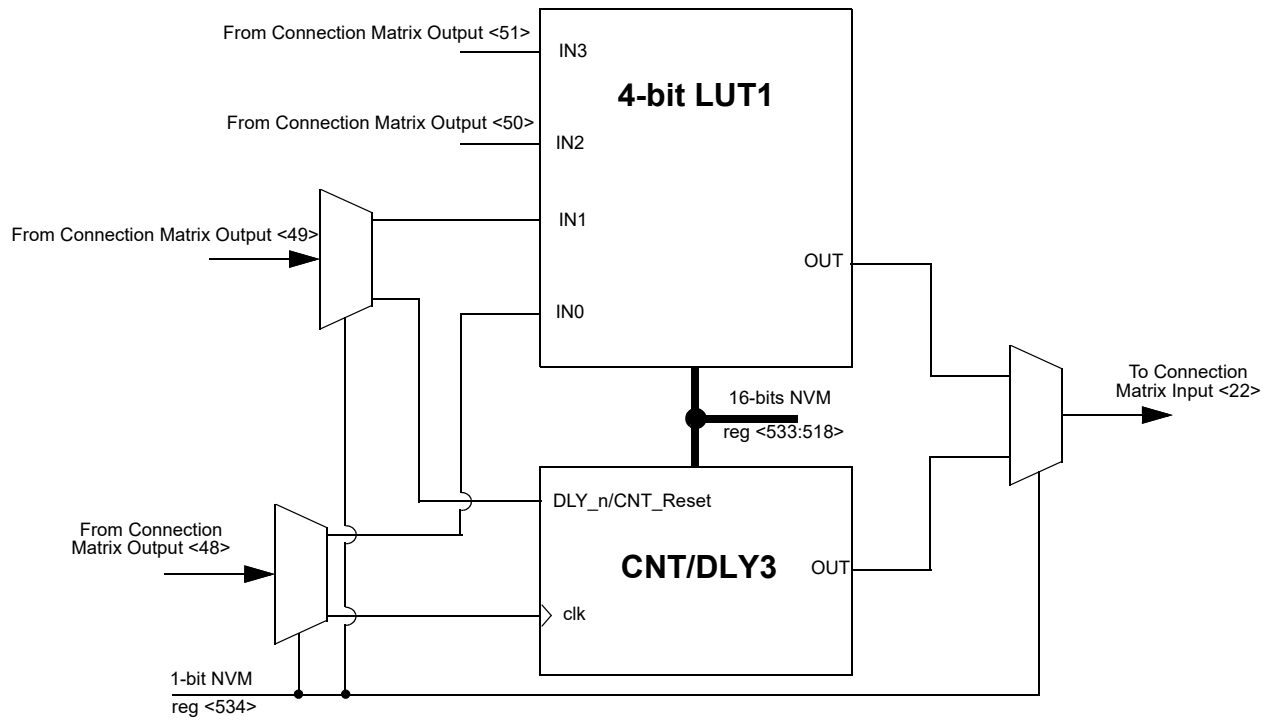 From Connection Matrix Output <51>
IN3
4-bit LUT1
From Connection Matrix Output <50>
IN2
IN1
From Connection Matrix Output <49>
OUT
IN0
To Connection
Matrix Input <22>
16-bits NVM
reg <533:518>
DLY_n/CNT_Reset
From Connection
Matrix Output <48>
CNT/DLY3
OUT
clk
1-bit NVM
reg <534>